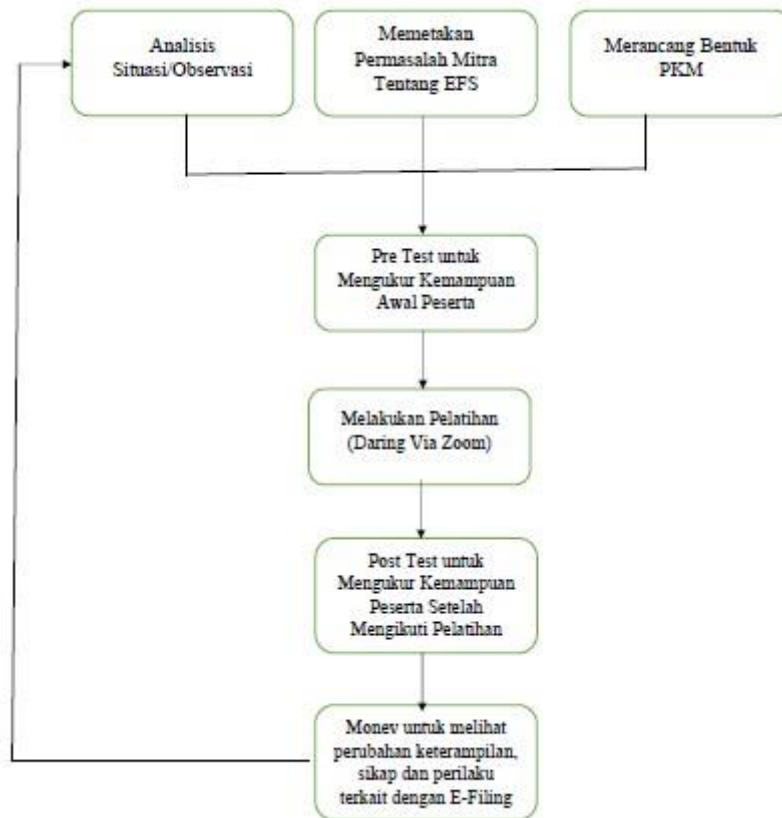 Analisis
Situasi/Observasi
Memetakan
Permasalah Mitra
Tentang EFS
Merancang Bentuk
PKM
Pre Test untuk
Mengukur Kemampuan
Awal Peserta
Melakukan Pelatihan
(Daring Via Zoom)
Post Test untuk
Mengukur Kemampuan
Peserta Setelah
Mengikuti Pelatihan
Monev untuk melihat
perubahan keterampilan,
sikap dan perilaku
terkait dengan E-Filing